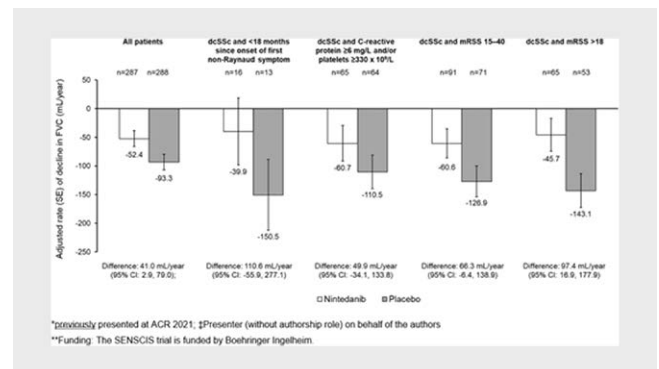 All patients
dcSSc and <18 months
since onset of first
non-Raynaud symptom
dcSSc and C-reactive
protein ≥6 mg/L and/or
platelets ≥330 x 10⁹/L
dcSSc and mRSS 15–40
dcSSc and mRSS >18
n=287 n=288
n=16 n=13
n=65 n=64
n=91 n=71
n=65 n=53
Adjusted rate (SE) of decline in FVC (mL/year)
50
0
-50
-100
-150
-200
-250
-52.4
-93.3
-39.9
-150.5
-60.7
-110.5
-60.6
-126.9
-45.7
-143.1
Difference: 41.0 mL/year
(95% CI: 2.9, 79.0);
Difference: 110.6 mL/year
(95% CI: -55.9, 277.1)
Difference: 49.9 mL/year
(95% CI: -34.1, 133.8)
Difference: 66.3 mL/year
(95% CI: -6.4, 138.9)
Difference: 97.4 mL/year
(95% CI: 16.9, 177.9)
Nintedanib Placebo
*previously presented at ACR 2021; ‡Presenter (without authorship role) on behalf of the authors
**Funding: The SENSCIS trial is funded by Boehringer Ingelheim.